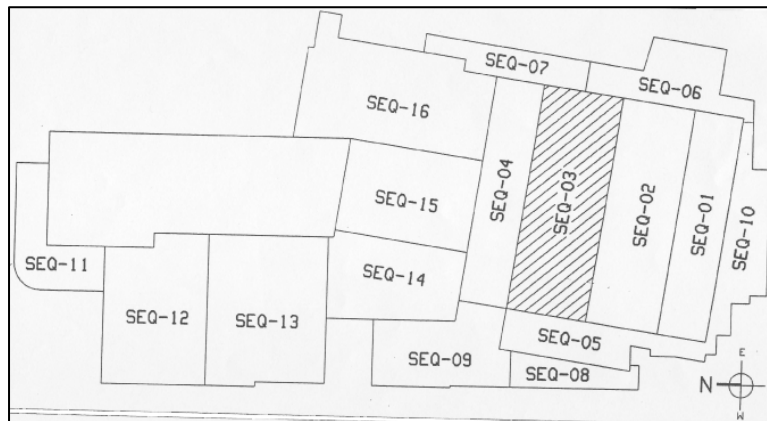 SEQ-07
SEQ-06
SEQ-16
SEQ-04
SEQ-03
SEQ-02
SEQ-01
SEQ-10
SEQ-15
SEQ-11
SEQ-14
SEQ-12
SEQ-13
SEQ-05
SEQ-09
SEQ-08
E
N
W